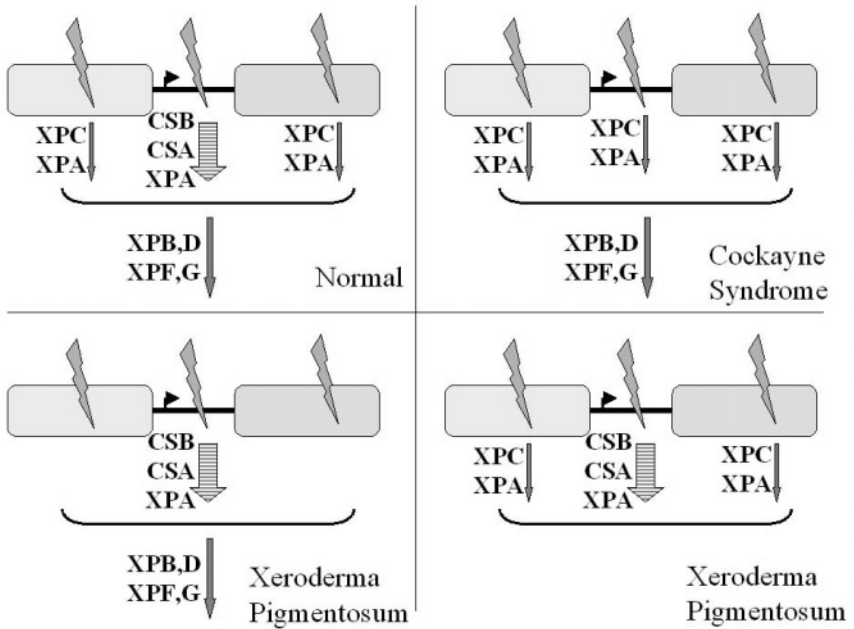 XPC
XPA
CSB
CSA
XPA
XPC
XPA
XPB,D
XPF,G
Normal
XPC
XPA
XPC
XPA
XPC
XPA
XPB,D
XPF,G
Cockayne
Syndrome
CSB
CSA
XPA
XPB,D
XPF,G
Xeroderma
Pigmentosum
XPC
XPA
CSB
CSA
XPA
XPC
XPA
Xeroderma
Pigmentosum